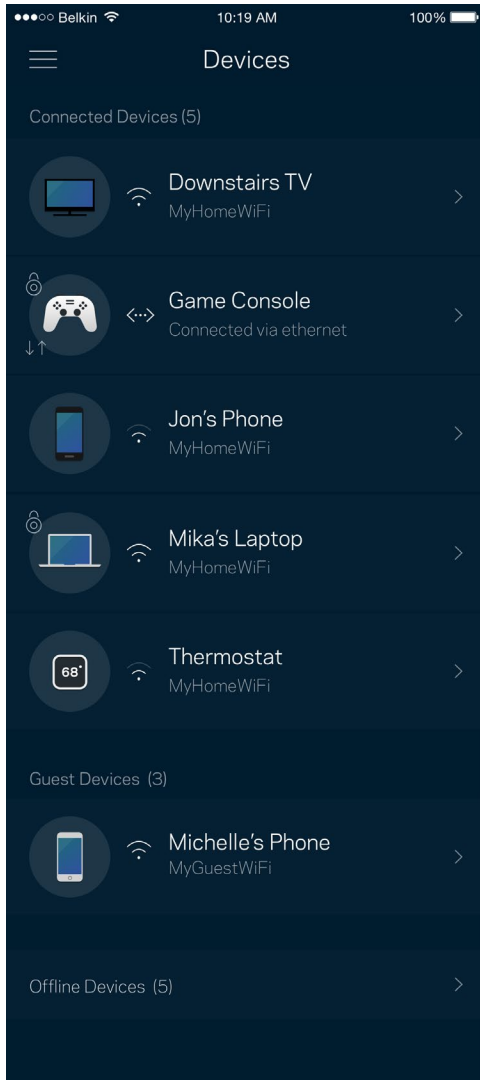 Belkin 10:19 AM 100%
Devices
Connected Devices (5)
Downstairs TV
MyHomeWiFi
Game Console
Connected via ethernet
Jon's Phone
MyHomeWiFi
Mika's Laptop
MyHomeWiFi
68°
Thermostat
MyHomeWiFi
Guest Devices (3)
Michelle's Phone
MyGuestWiFi
Offline Devices (5)